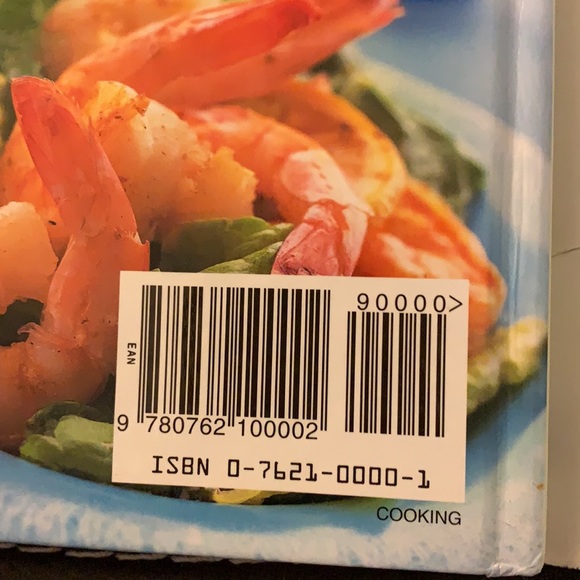 90000>
EAN
9 780762 100002
ISBN 0-7621-0000-1
COOKING